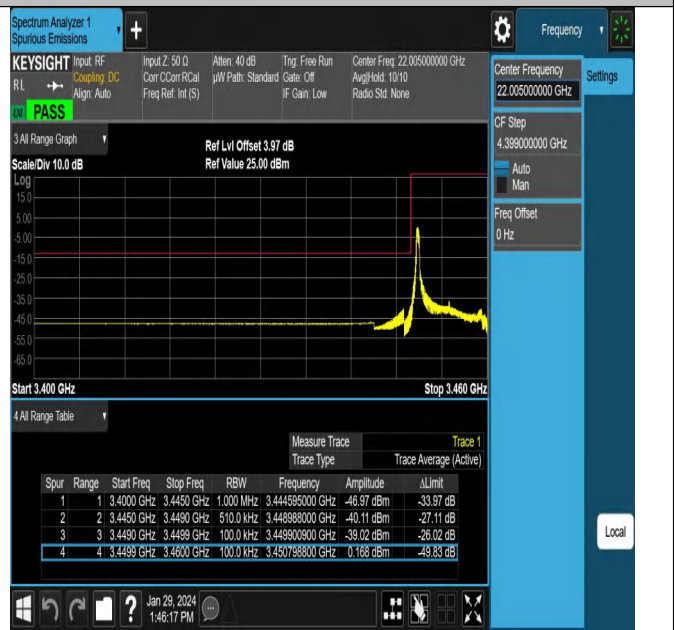 Spectrum Analyzer 1
Spurious Emissions
Frequency
KEYSIGHT
RL
Input: RF
Coupling: DC
Align: Auto
Input Z: 50 Ω
Corr CCorr RCal
Freq Ref: Int (S)
Atten: 40 dB
µW Path: Standard
Trig: Free Run
Gate: Off
IF Gain: Low
Center Freq: 22.005000000 GHz
Avg|Hold: 10/10
Radio Std: None
PASS
Center Frequency
22.005000000 GHz
Settings
CF Step
4.399000000 GHz
Auto
Man
Freq Offset
0 Hz
3 All Range Graph
Ref Lvl Offset 3.97 dB
Scale/Div 10.0 dB
Ref Value 25.00 dBm
Log
15.0
5.00
-5.00
-15.0
-25.0
-35.0
-45.0
-55.0
-65.0
Start 3.400 GHz
Stop 3.460 GHz
4 All Range Table
Measure Trace Trace 1
Trace Type Trace Average (Active)
Spur Range Start Freq Stop Freq RBW Frequency Amplitude ΔLimit
1 1 3.4000 GHz 3.4450 GHz 1.000 MHz 3.444595000 GHz -46.97 dBm -33.97 dB
2 2 3.4450 GHz 3.4490 GHz 510.0 kHz 3.448988000 GHz -40.11 dBm -27.11 dB
3 3 3.4490 GHz 3.4499 GHz 100.0 kHz 3.449900900 GHz -39.02 dBm -26.02 dB
4 4 3.4499 GHz 3.4600 GHz 100.0 kHz 3.450798800 GHz 0.168 dBm -49.83 dB
Local
?
Jan 29, 2024
1:46:17 PM